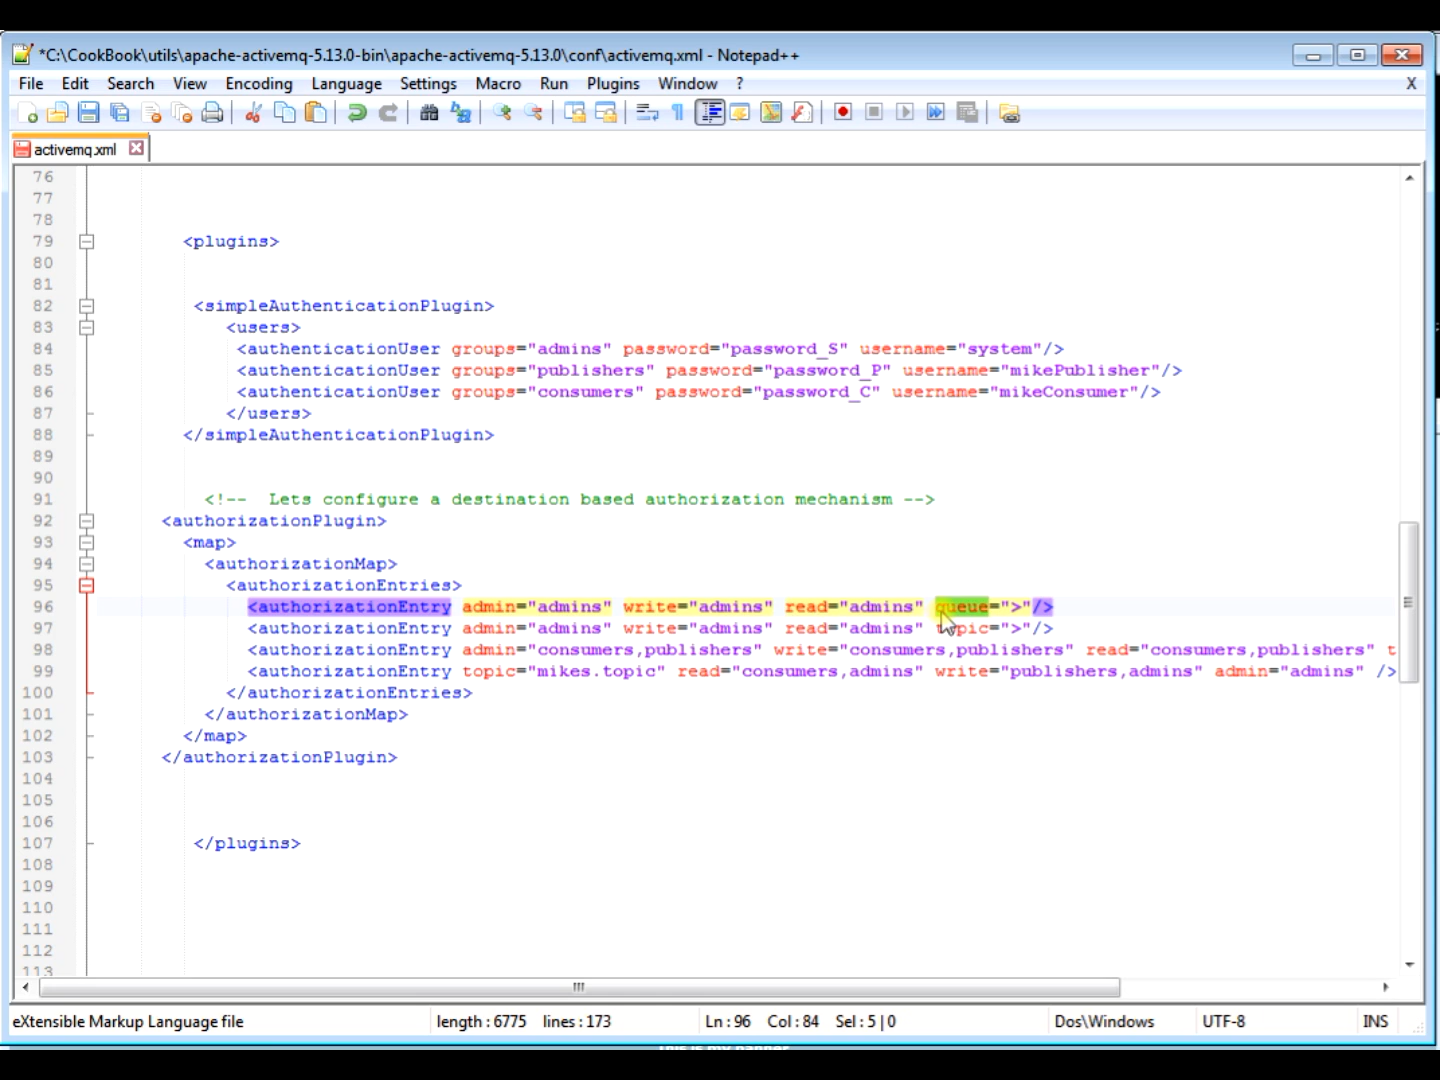 *C:\CookBook\utils\apache-activemq-5.13.0-bin\apache-activemq-5.13.0\conf\activemq.xml - Notepad++
File Edit Search View Encoding Language Settings Macro Run Plugins Window ? X
activemq.xml
76
77
78
79 <plugins>
80
81
82 <simpleAuthenticationPlugin>
83 <users>
84 <authenticationUser groups="admins" password="password_S" username="system"/>
85 <authenticationUser groups="publishers" password="password_P" username="mikePublisher"/>
86 <authenticationUser groups="consumers" password="password_C" username="mikeConsumer"/>
87 </users>
88 </simpleAuthenticationPlugin>
89
90
91 <!-- Lets configure a destination based authorization mechanism -->
92 <authorizationPlugin>
93 <map>
94 <authorizationMap>
95 <authorizationEntries>
96 <authorizationEntry admin="admins" write="admins" read="admins" queue=">"/>
97 <authorizationEntry admin="admins" write="admins" read="admins" topic=">"/>
98 <authorizationEntry admin="consumers,publishers" write="consumers,publishers" read="consumers,publishers" t
99 <authorizationEntry topic="mikes.topic" read="consumers,admins" write="publishers,admins" admin="admins" />
100 </authorizationEntries>
101 </authorizationMap>
102 </map>
103 </authorizationPlugin>
104
105
106
107 </plugins>
108
109
110
111
112
113
eXtensible Markup Language file length : 6775 lines : 173 Ln : 96 Col : 84 Sel : 5 | 0 Dos\Windows UTF-8 INS